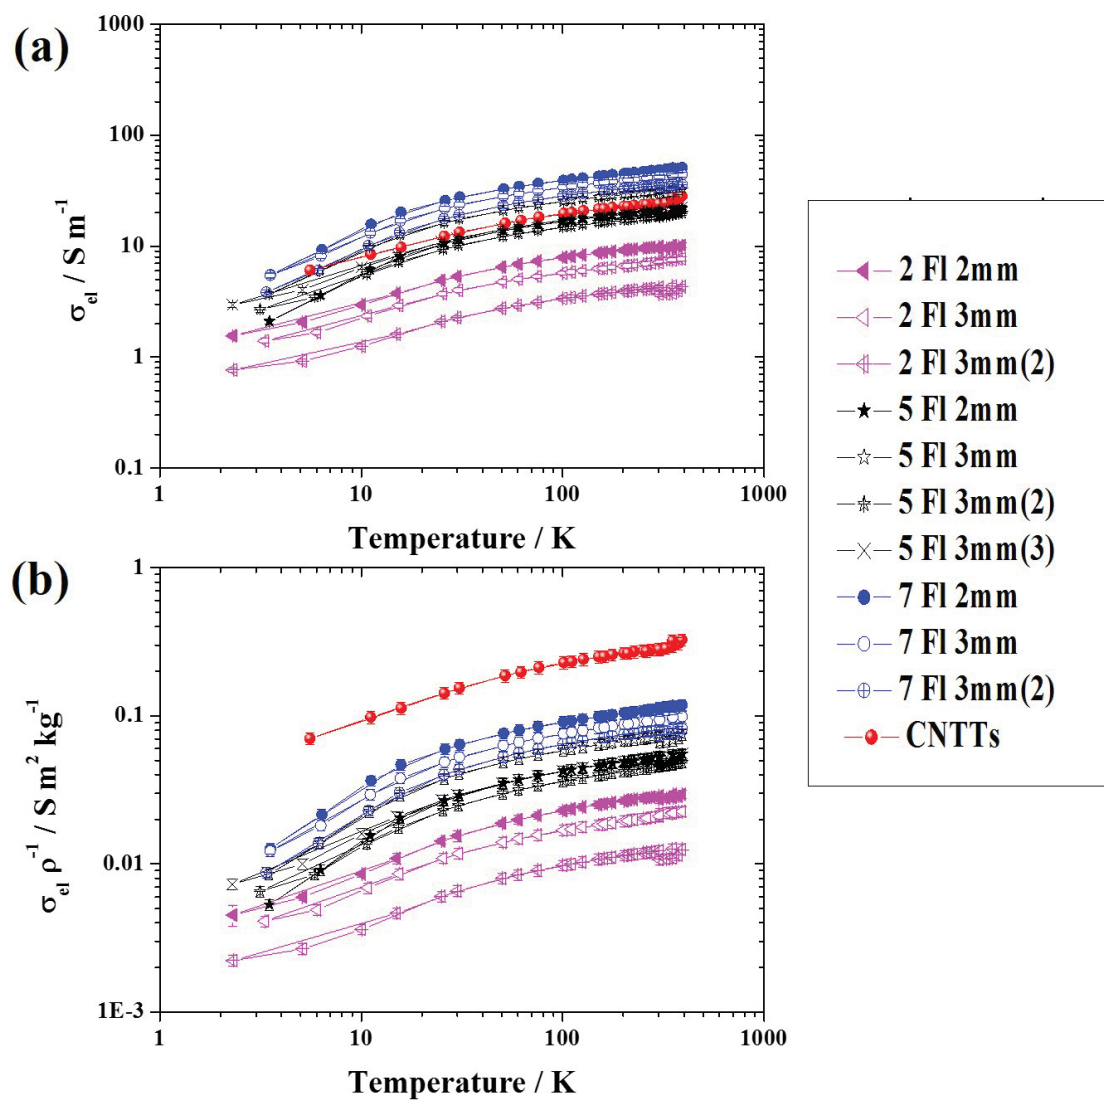 (a)
1000
100
10
1
0.1
σel / S m-1
1 10 100 1000
Temperature / K
(b)
1
0.1
0.01
1E-3
σel ρ-1 / S m2 kg-1
1 10 100 1000
Temperature / K
2 Fl 2mm
2 Fl 3mm
2 Fl 3mm(2)
5 Fl 2mm
5 Fl 3mm
5 Fl 3mm(2)
5 Fl 3mm(3)
7 Fl 2mm
7 Fl 3mm
7 Fl 3mm(2)
CNTTs